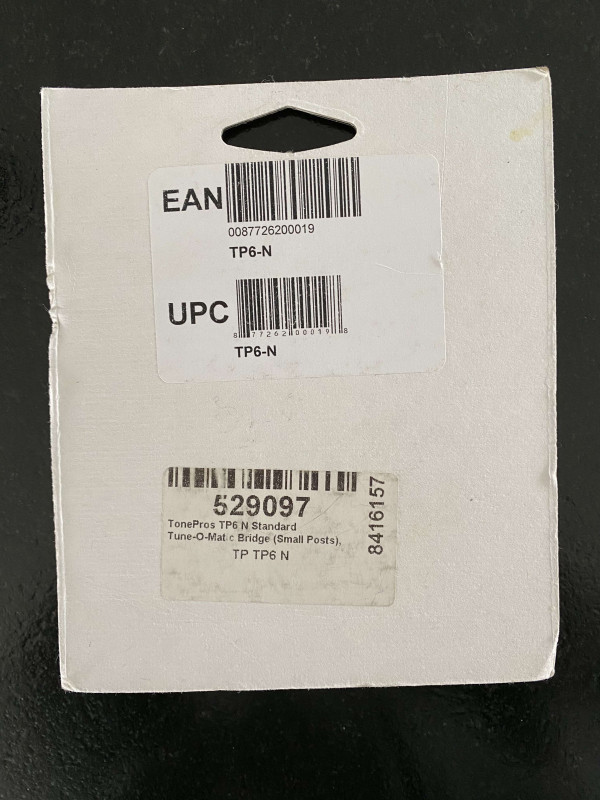 EAN
0087726200019
TP6-N
UPC
8 77262 00019 8
TP6-N
529097
TonePros TP6 N Standard
Tune-O-Matic Bridge (Small Posts),
TP TP6 N
8416157